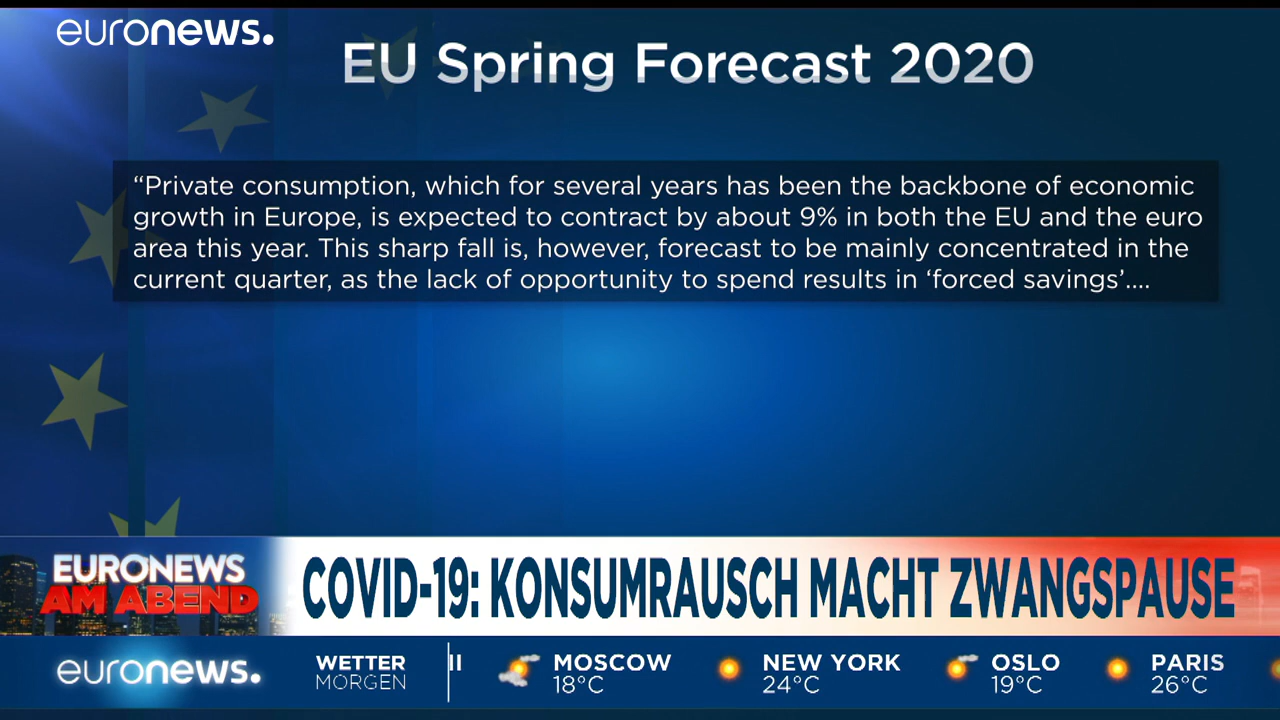 euronews.
EU Spring Forecast 2020
“Private consumption, which for several years has been the backbone of economic
growth in Europe, is expected to contract by about 9% in both the EU and the euro
area this year. This sharp fall is, however, forecast to be mainly concentrated in the
current quarter, as the lack of opportunity to spend results in ‘forced savings’....
EURONEWS
AM ABEND
COVID-19: KONSUMRAUSCH MACHT ZWANGSPAUSE
euronews.
WETTER
MORGEN
MOSCOW
18°C
NEW YORK
24°C
OSLO
19°C
PARIS
26°C